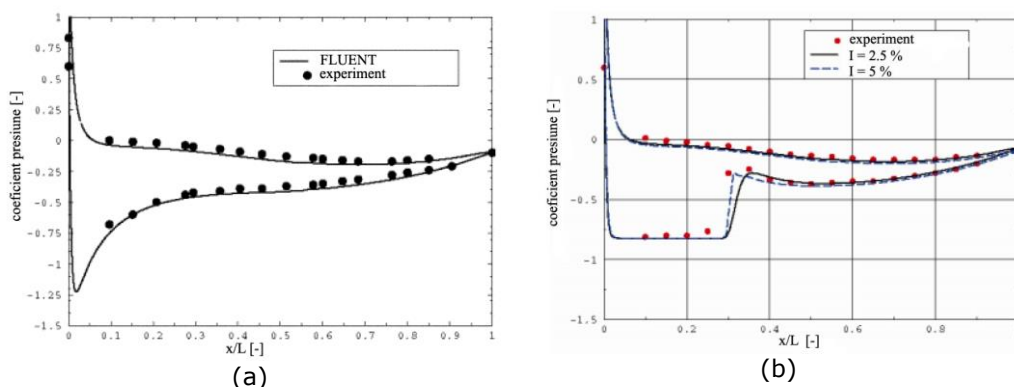 coeficient presiune [-]
1
0.75
0.5
0.25
0
-0.25
-0.5
-0.75
-1
-1.25
-1.5
FLUENT
experiment
0 0.1 0.2 0.3 0.4 0.5 0.6 0.7 0.8 0.9 1
x/L [-]
(a)
coeficient presiune [-]
1
0.5
0
-0.5
-1
-1.5
experiment
I = 2.5 %
I = 5 %
0 0.2 0.4 0.6 0.8
x/L [-]
(b)